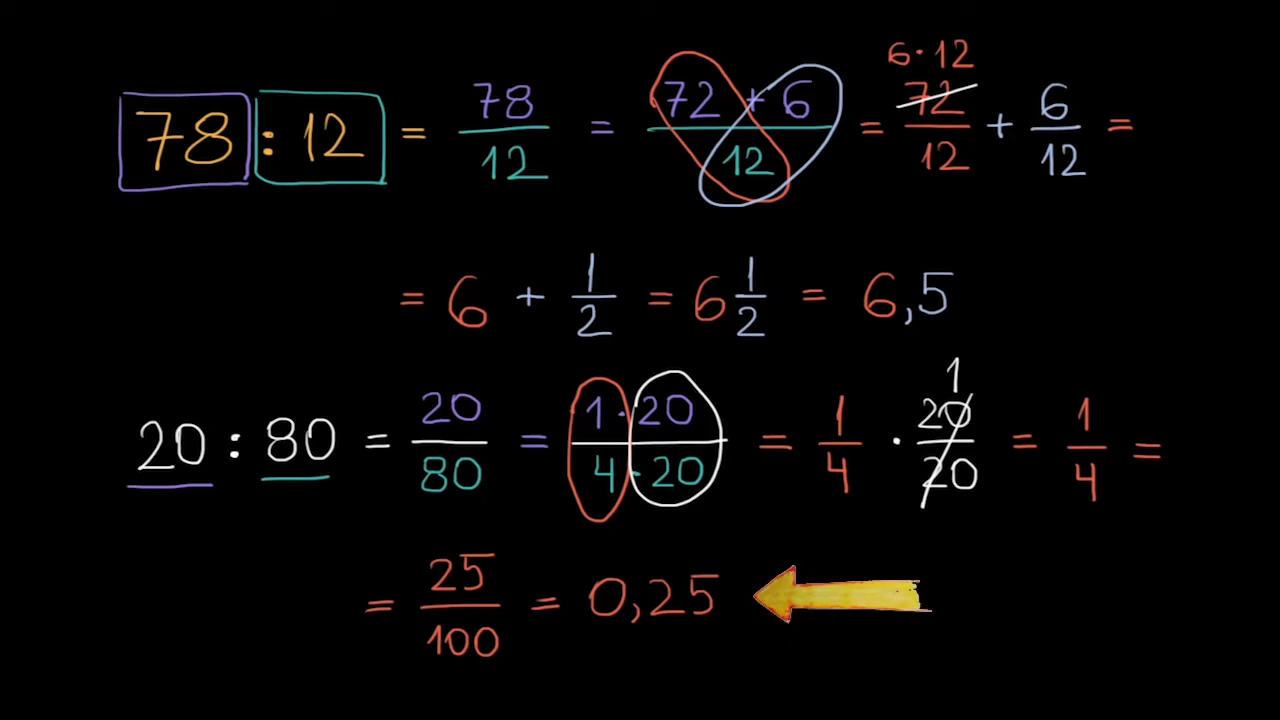 78 : 12 = 78/12 = (72 + 6)/12 = 6·12 72/12 + 6/12 =
= 6 + 1/2 = 6 1/2 = 6,5
20 : 80 = 20/80 = (1·20)/(4·20) = 1/4 · 20/20 1 = 1/4 =
= 25/100 = 0,25